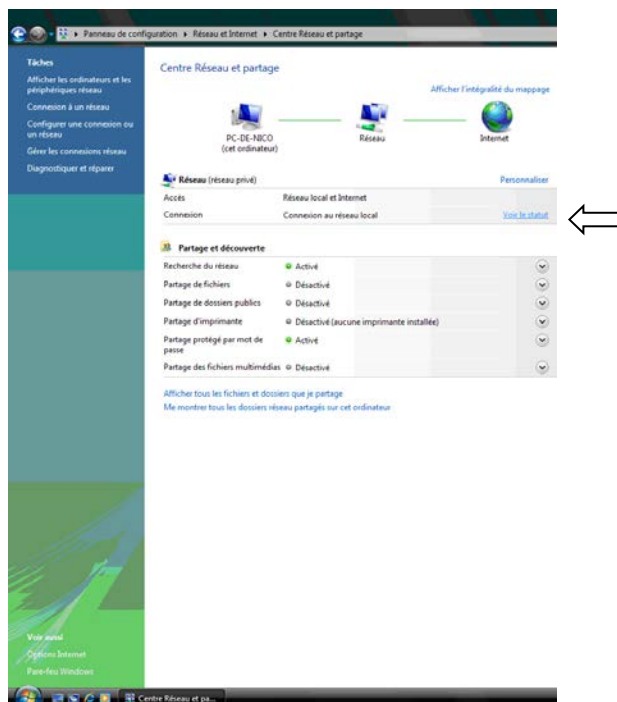 Panneau de configuration ▸ Réseau et Internet ▸ Centre Réseau et partage
Tâches
Afficher les ordinateurs et les
périphériques réseau
Connexion à un réseau
Configurer une connexion ou
un réseau
Gérer les connexions réseau
Diagnostiquer et réparer
Voir aussi
Options Internet
Pare-feu Windows
Centre Réseau et partage
Afficher l'intégralité du mappage
PC-DE-NICO
(cet ordinateur)
Réseau
Internet
Réseau (réseau privé) Personnaliser
Accès Réseau local et Internet
Connexion Connexion au réseau local Voir le statut
Partage et découverte
Recherche du réseau Activé
Partage de fichiers Désactivé
Partage de dossiers publics Désactivé
Partage d'imprimante Désactivé (aucune imprimante installée)
Partage protégé par mot de
passe Activé
Partage des fichiers multimédias Désactivé
Afficher tous les fichiers et dossiers que je partage
Me montrer tous les dossiers réseau partagés sur cet ordinateur
Centre Réseau et pa...